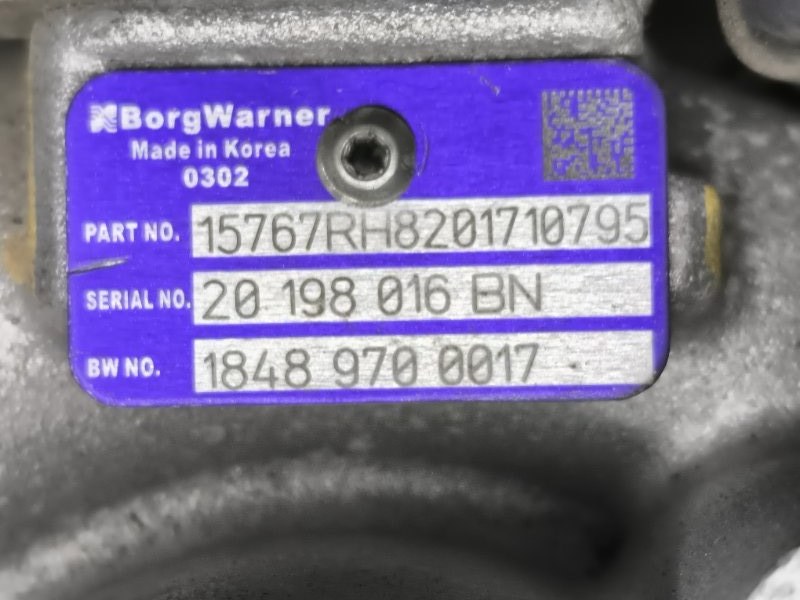 BorgWarner
Made in Korea
0302
PART NO. 15767RH8201710795
SERIAL NO. 20 198 016 BN
BW NO. 1848 970 0017